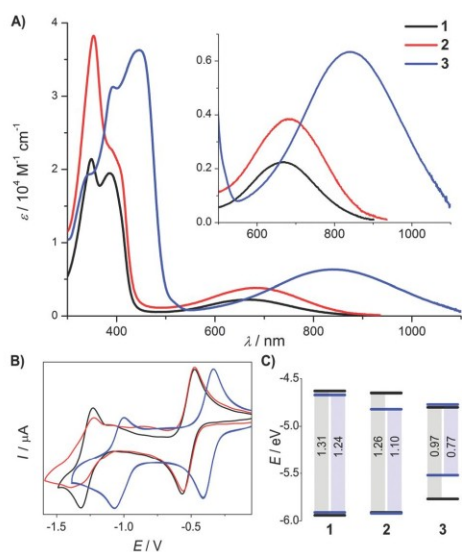 A)
4
3
2
1
0
ε / 10⁴ M⁻¹ cm⁻¹
400 600 800 1000
λ / nm
0.6
0.4
0.2
0.0
600 800 1000
1
2
3
B)
I / μA
-1.5 -1.0 -0.5
E / V
C)
-4.5
-5.0
-5.5
-6.0
E / eV
1.31 1.24 1.26 1.10 0.97 0.77
1 2 3